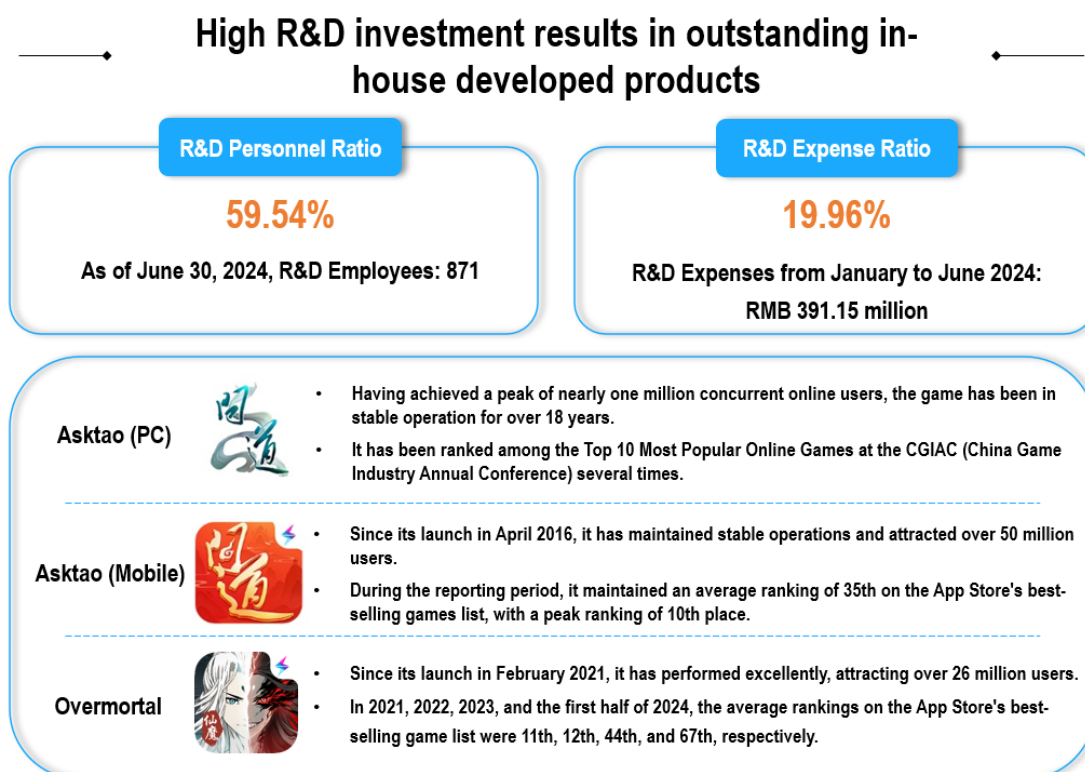 High R&D investment results in outstanding in-
house developed products
R&D Personnel Ratio
59.54%
As of June 30, 2024, R&D Employees: 871
R&D Expense Ratio
19.96%
R&D Expenses from January to June 2024:
RMB 391.15 million
Asktao (PC)
问道
• Having achieved a peak of nearly one million concurrent online users, the game has been in
stable operation for over 18 years.
• It has been ranked among the Top 10 Most Popular Online Games at the CGIAC (China Game
Industry Annual Conference) several times.
Asktao (Mobile)
问道
• Since its launch in April 2016, it has maintained stable operations and attracted over 50 million
users.
• During the reporting period, it maintained an average ranking of 35th on the App Store's best-
selling games list, with a peak ranking of 10th place.
Overmortal
仙魔
• Since its launch in February 2021, it has performed excellently, attracting over 26 million users.
• In 2021, 2022, 2023, and the first half of 2024, the average rankings on the App Store's best-
selling game list were 11th, 12th, 44th, and 67th, respectively.